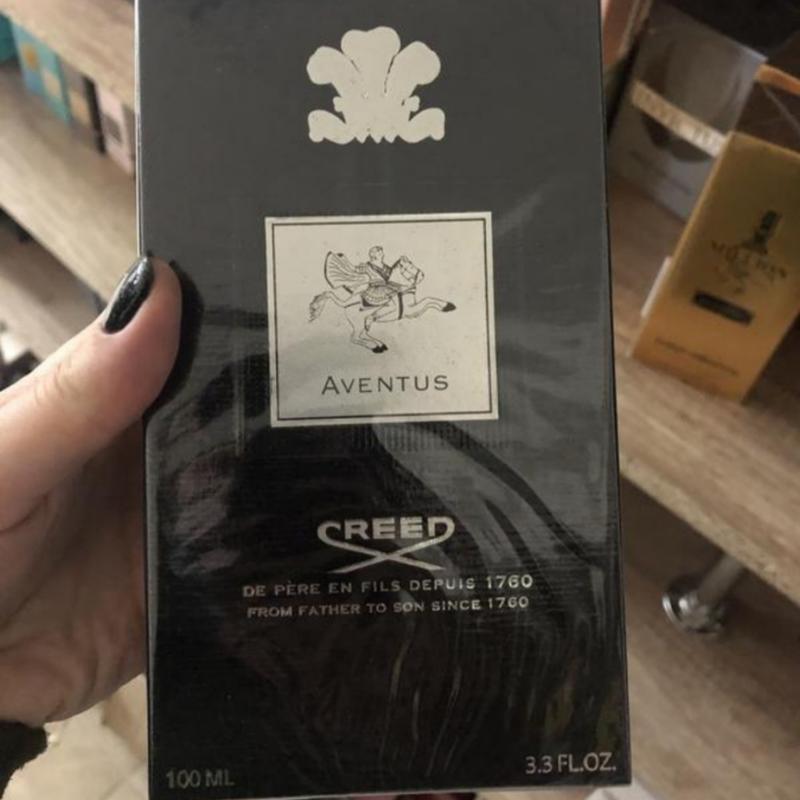 AVENTUS
CREED
DE PÈRE EN FILS DEPUIS 1760
FROM FATHER TO SON SINCE 1760
100 ML
3.3 FL.OZ.